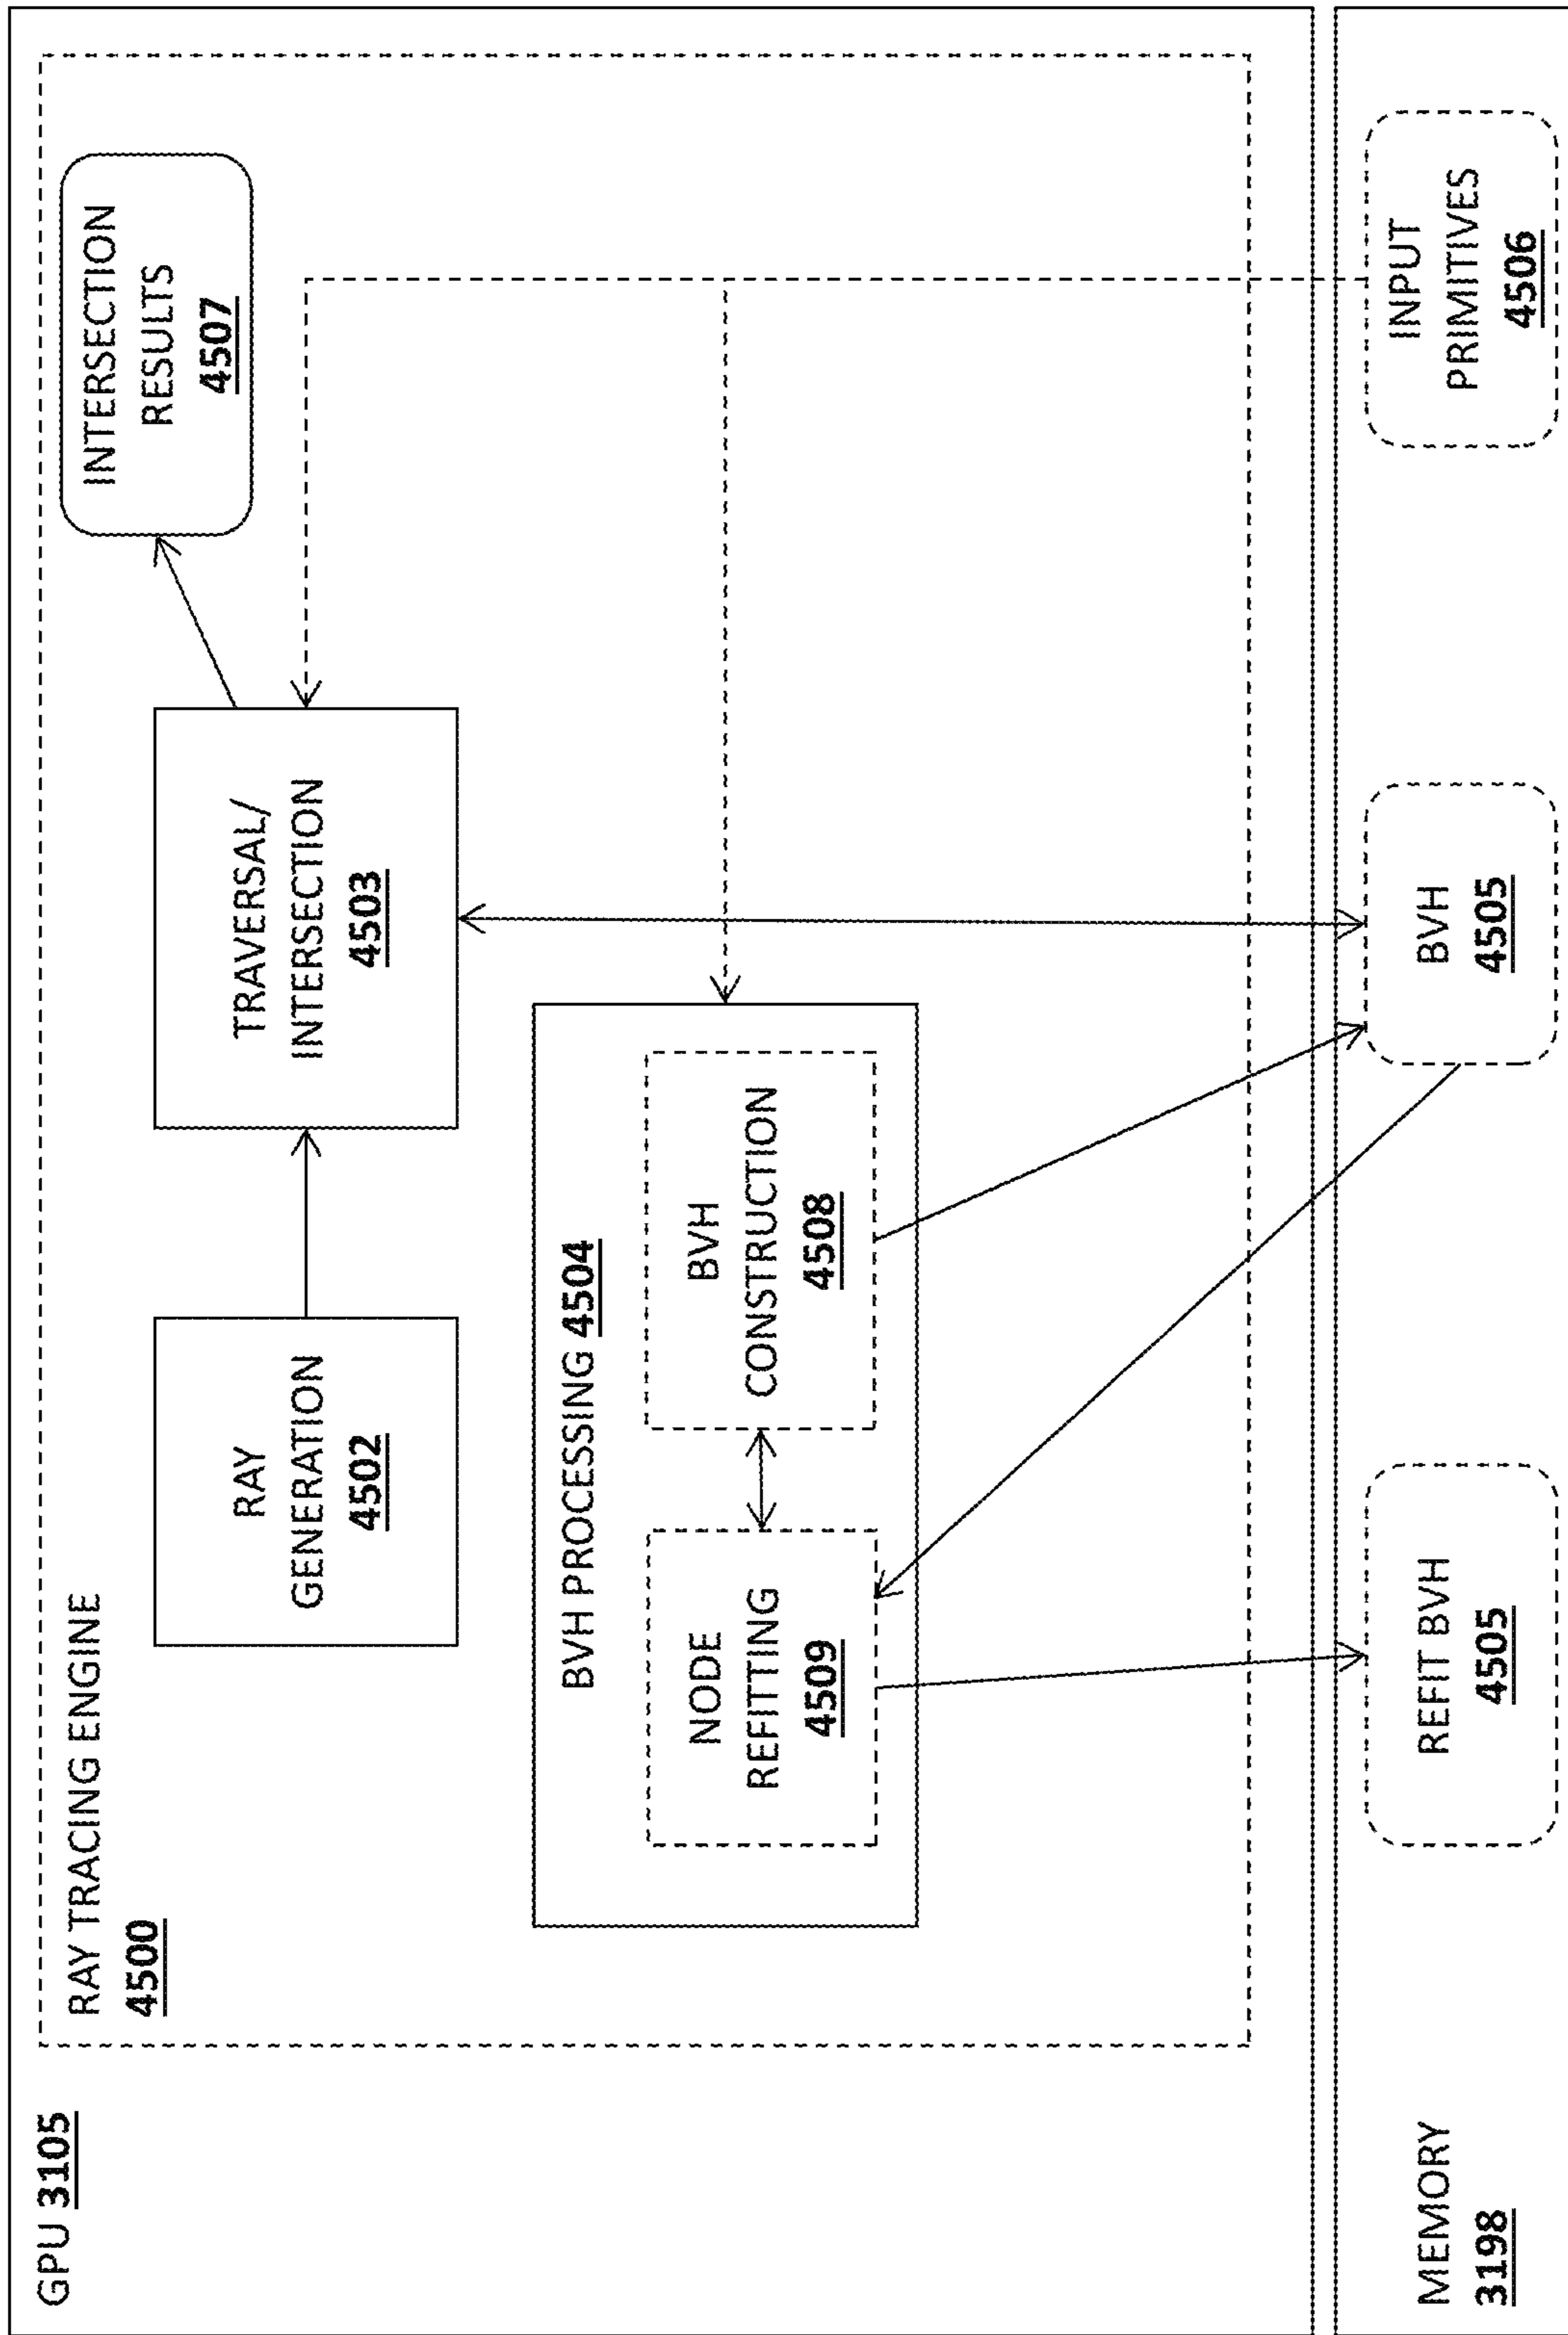 GPU 3105
RAY TRACING ENGINE
4500
RAY
GENERATION
4502
TRAVERSAL/
INTERSECTION
4503
INTERSECTION
RESULTS
4507
BVH PROCESSING 4504
NODE
REFITTING
4509
BVH
CONSTRUCTION
4508
MEMORY
3198
REFIT BVH
4505
BVH
4505
INPUT
PRIMITIVES
4506